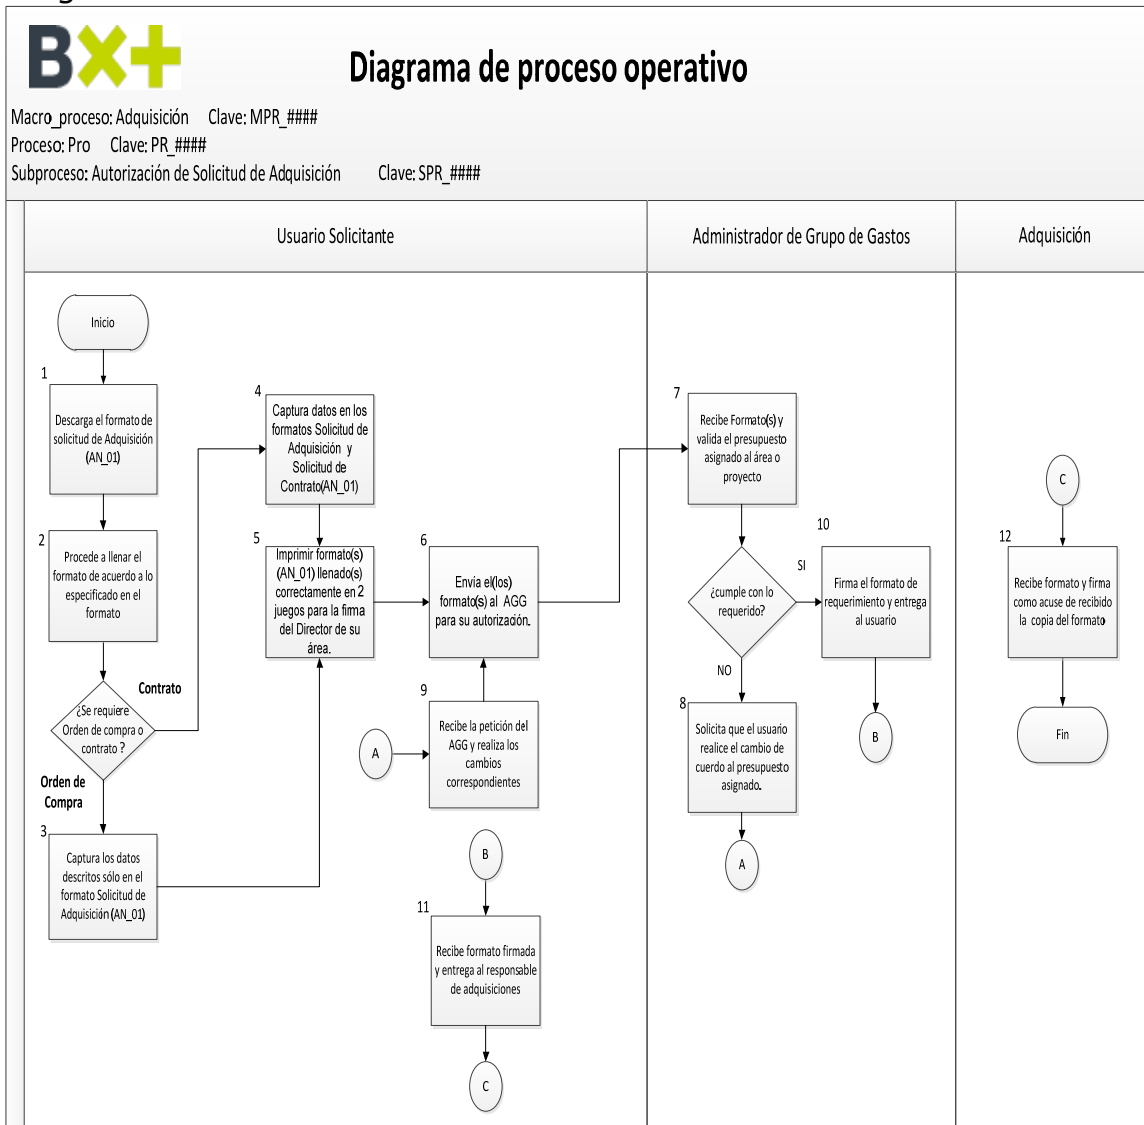 Bx+
Diagrama de proceso operativo
Macro_proceso: Adquisición Clave: MPR_####
Proceso: Pro Clave: PR_####
Subproceso: Autorización de Solicitud de Adquisición Clave: SPR_####
Usuario Solicitante
Administrador de Grupo de Gastos
Adquisición
Inicio
1
Descarga el formato de
solicitud de Adquisición
(AN_01)
2
Procede a llenar el
formato de acuerdo a lo
especificado en el
formato
¿Se requiere
Orden de compra o
contrato ?
Contrato
Orden de
Compra
3
Captura los datos
descritos sólo en el
formato Solicitud de
Adquisición (AN_01)
4
Captura datos en los
formatos Solicitud de
Adquisición y
Solicitud de
Contrato(AN_01)
5
Imprimir formato(s)
(AN_01) llenado(s)
correctamente en 2
juegos para la firma
del Director de su
área.
6
Envía el(los)
formato(s) al AGG
para su autorización.
9
Recibe la petición del
AGG y realiza los
cambios
correspondientes
A
B
11
Recibe formato firmada
y entrega al responsable
de adquisiciones
C
7
Recibe Formato(s) y
valida el presupuesto
asignado al área o
proyecto
¿cumple con lo
requerido?
SI
NO
8
Solicita que el usuario
realice el cambio de
cuerdo al presupuesto
asignado.
A
10
Firma el formato de
requerimiento y entrega
al usuario
B
C
12
Recibe formato y firma
como acuse de recibido
la copia del formato
Fin